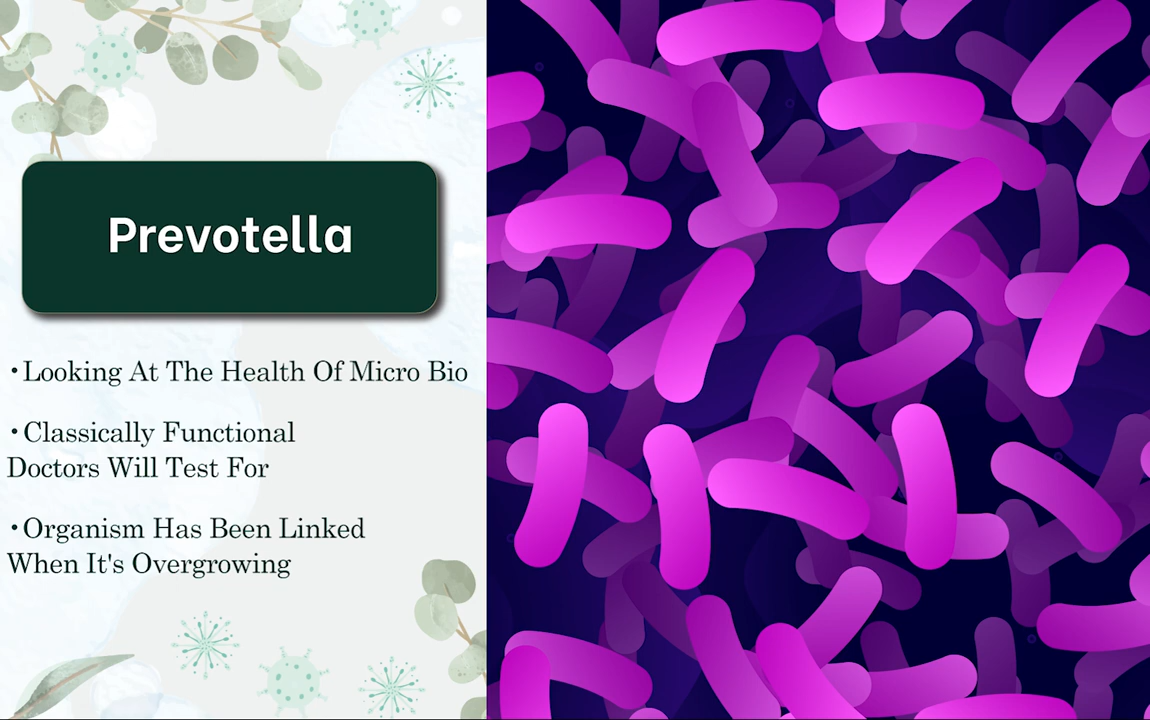 Prevotella
•Looking At The Health Of Micro Bio
•Classically Functional
Doctors Will Test For
•Organism Has Been Linked
When It's Overgrowing